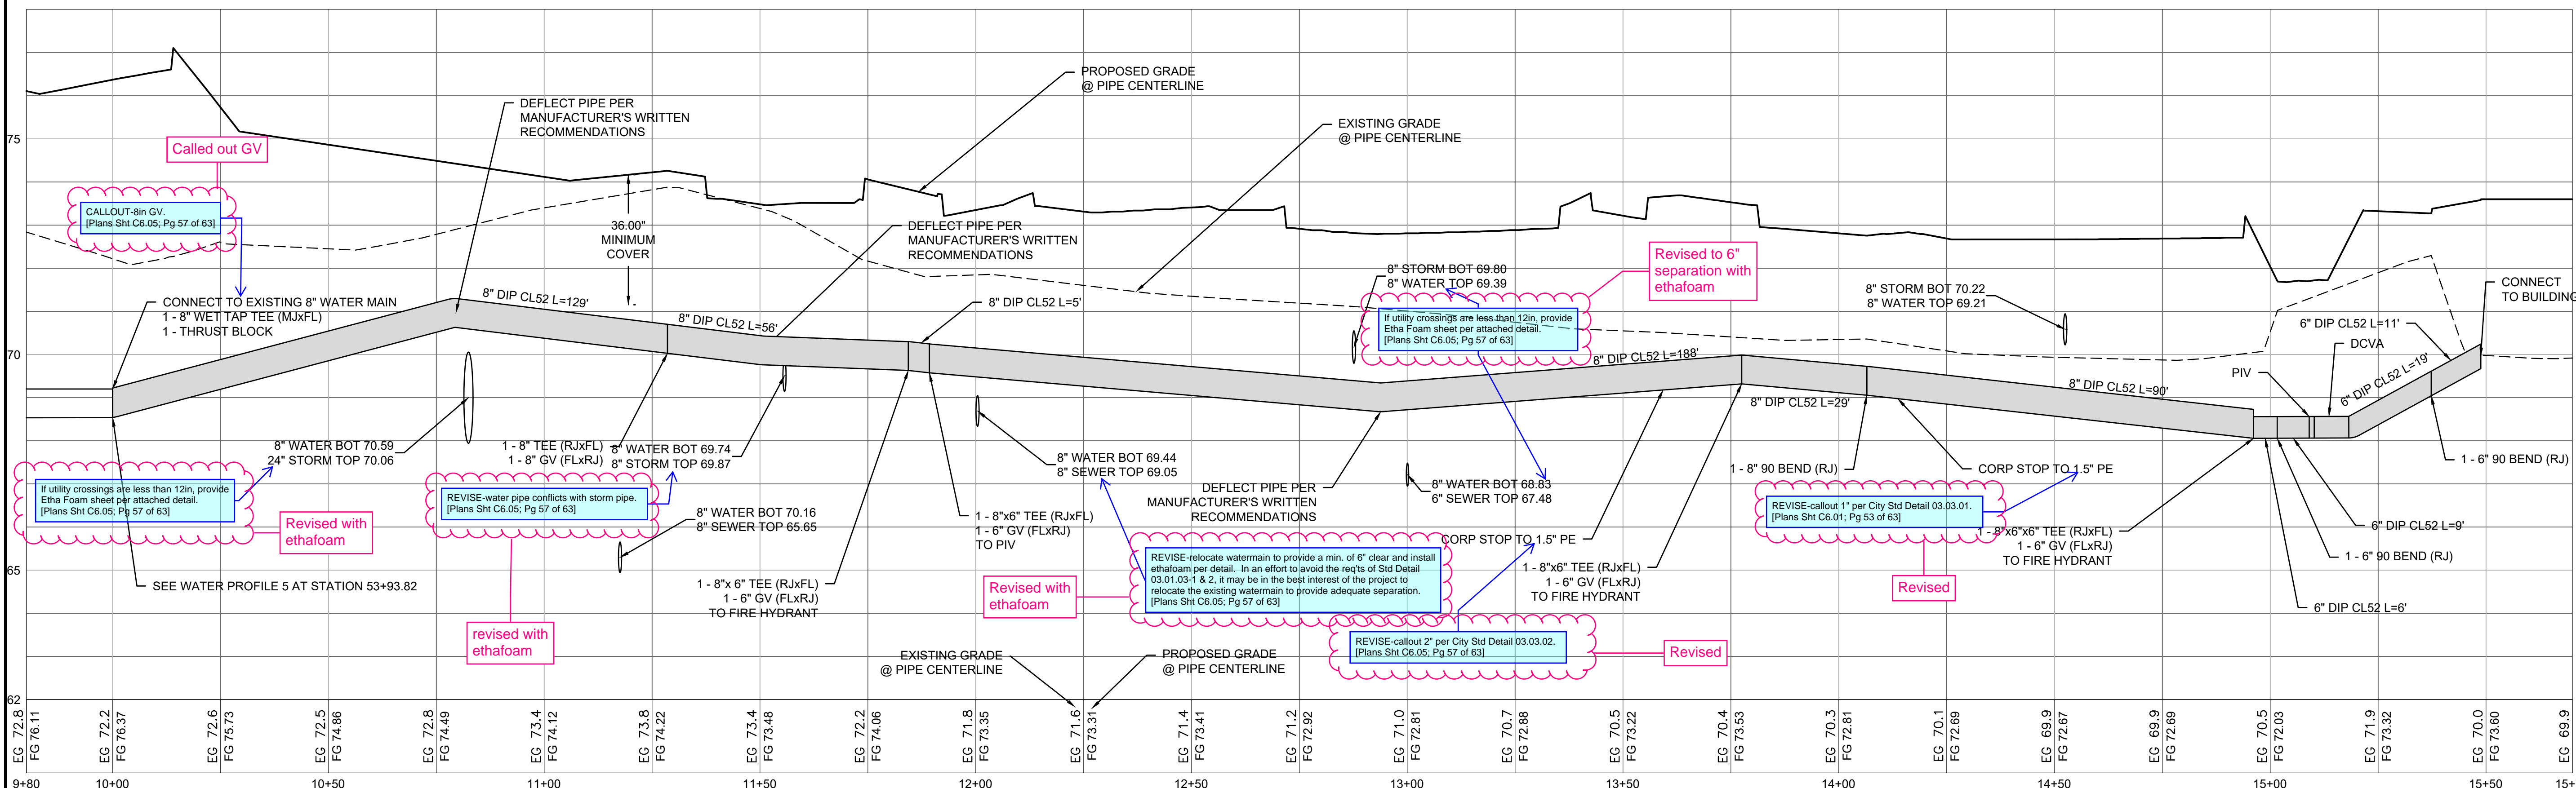 PROPOSED GRADE
@ PIPE CENTERLINE
DEFLECT PIPE PER
MANUFACTURER'S WRITTEN
RECOMMENDATIONS
EXISTING GRADE
@ PIPE CENTERLINE
75
Called out GV
CALLOUT-8in GV.
[Plans Sht C6.05; Pg 57 of 63]
36.00"
MINIMUM
COVER
DEFLECT PIPE PER
MANUFACTURER'S WRITTEN
RECOMMENDATIONS
Revised to 6"
separation with
ethafoam
8" STORM BOT 69.80
8" WATER TOP 69.39
8" STORM BOT 70.22
8" WATER TOP 69.21
CONNECT
TO BUILDING
CONNECT TO EXISTING 8" WATER MAIN
1 - 8" WET TAP TEE (MJxFL)
1 - THRUST BLOCK
8" DIP CL52 L=129'
8" DIP CL52 L=56'
8" DIP CL52 L=5'
If utility crossings are less than 12in, provide
Etha Foam sheet per attached detail.
[Plans Sht C6.05; Pg 57 of 63]
6" DIP CL52 L=11'
DCVA
70
8" DIP CL52 L=188'
PIV
6" DIP CL52 L=19'
8" DIP CL52 L=90'
8" DIP CL52 L=29'
8" WATER BOT 70.59
24" STORM TOP 70.06
1 - 8" TEE (RJxFL)
1 - 8" GV (FLxRJ)
8" WATER BOT 69.74
8" STORM TOP 69.87
8" WATER BOT 69.44
8" SEWER TOP 69.05
1 - 8" 90 BEND (RJ)
CORP STOP TO 1.5" PE
1 - 6" 90 BEND (RJ)
If utility crossings are less than 12in, provide
Etha Foam sheet per attached detail.
[Plans Sht C6.05; Pg 57 of 63]
Revised with
ethafoam
REVISE-water pipe conflicts with storm pipe.
[Plans Sht C6.05; Pg 57 of 63]
DEFLECT PIPE PER
MANUFACTURER'S WRITTEN
RECOMMENDATIONS
8" WATER BOT 68.83
6" SEWER TOP 67.48
8" WATER BOT 70.16
8" SEWER TOP 65.65
1 - 8"x6" TEE (RJxFL)
1 - 6" GV (FLxRJ)
TO PIV
REVISE-callout 1" per City Std Detail 03.03.01.
[Plans Sht C6.01; Pg 53 of 63]
1 - 8"x6"x6" TEE (RJxFL)
1 - 6" GV (FLxRJ)
TO FIRE HYDRANT
6" DIP CL52 L=9'
1 - 6" 90 BEND (RJ)
CORP STOP TO 1.5" PE
65
SEE WATER PROFILE 5 AT STATION 53+93.82
1 - 8"x 6" TEE (RJxFL)
1 - 6" GV (FLxRJ)
TO FIRE HYDRANT
Revised with
ethafoam
REVISE-relocate watermain to provide a min. of 6" clear and install
ethafoam per detail. In an effort to avoid the req'ts of Std Detail
03.01.03-1 & 2, it may be in the best interest of the project to
relocate the existing watermain to provide adequate separation.
[Plans Sht C6.05; Pg 57 of 63]
1 - 8"x6" TEE (RJxFL)
1 - 6" GV (FLxRJ)
TO FIRE HYDRANT
Revised
6" DIP CL52 L=6'
revised with
ethafoam
REVISE-callout 2" per City Std Detail 03.03.02.
[Plans Sht C6.05; Pg 57 of 63]
Revised
EXISTING GRADE
@ PIPE CENTERLINE
PROPOSED GRADE
@ PIPE CENTERLINE
62
EG 72.8
FG 76.11
EG 72.2
FG 76.37
EG 72.6
FG 75.73
EG 72.5
FG 74.86
EG 72.8
FG 74.49
EG 73.4
FG 74.12
EG 73.8
FG 74.22
EG 73.4
FG 73.48
EG 72.2
FG 74.06
EG 71.8
FG 73.35
EG 71.6
FG 73.31
EG 71.4
FG 73.41
EG 71.2
FG 72.92
EG 71.0
FG 72.81
EG 70.7
FG 72.88
EG 70.5
FG 73.22
EG 70.4
FG 73.53
EG 70.3
FG 72.81
EG 70.1
FG 72.69
EG 69.9
FG 72.67
EG 69.9
FG 72.69
EG 70.5
FG 72.03
EG 71.9
FG 73.32
EG 70.0
FG 73.60
EG 69.9
9+80 10+00 10+50 11+00 11+50 12+00 12+50 13+00 13+50 14+00 14+50 15+00 15+50 15+